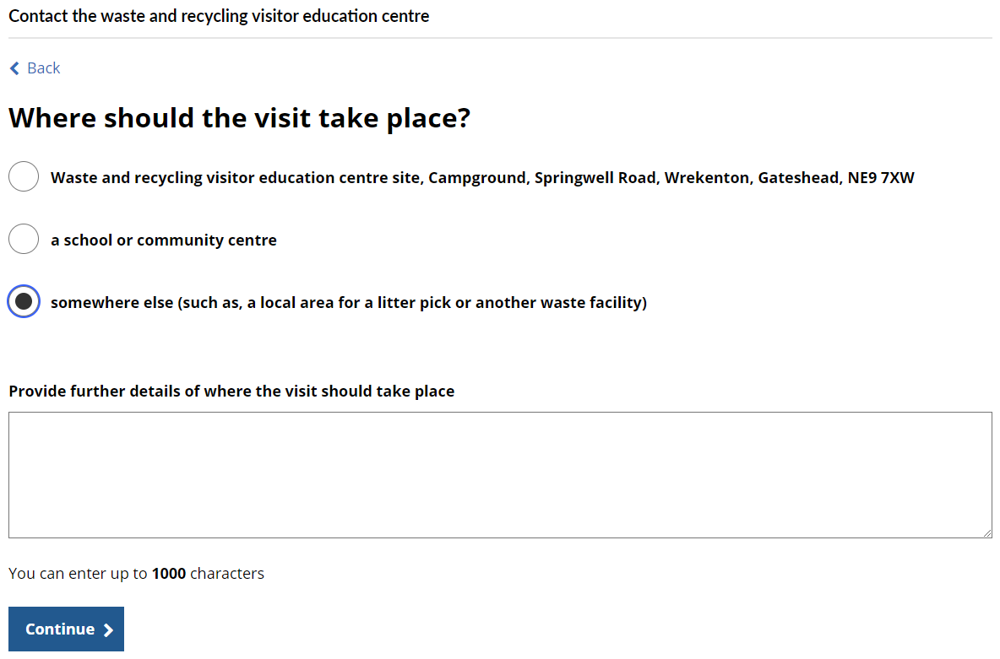 Contact the waste and recycling visitor education centre
Back
Where should the visit take place?
Waste and recycling visitor education centre site, Campground, Springwell Road, Wrekenton, Gateshead, NE9 7XW
a school or community centre
somewhere else (such as, a local area for a litter pick or another waste facility)
Provide further details of where the visit should take place
You can enter up to 1000 characters
Continue